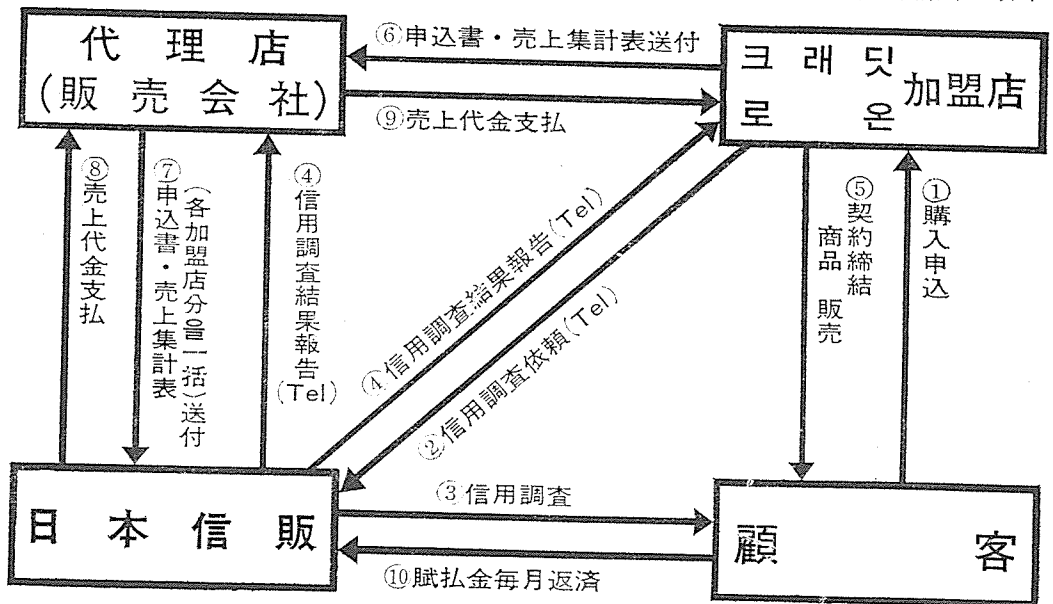 代理店
(販売会社)
⑥申込書・売上集計表送付
⑨売上代金支払
크래딧
로온
加盟店
⑧売上代金支払
⑦申込書・売上集計表
(各加盟店分을一括)送付
④信用調査結果報告
(Tel)
④信用調査結果報告(Tel)
②信用調査依頼(Tel)
⑤契約締結
商品 販売
①購入申込
日本信販
③信用調査
⑩賦払金毎月返済
顧客